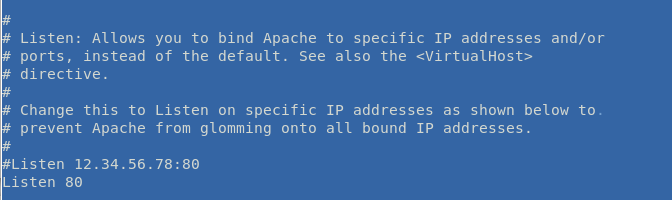 #
# Listen: Allows you to bind Apache to specific IP addresses and/or
# ports, instead of the default. See also the <VirtualHost>
# directive.
#
# Change this to Listen on specific IP addresses as shown below to.
# prevent Apache from glomming onto all bound IP addresses.
#
#Listen 12.34.56.78:80
Listen 80